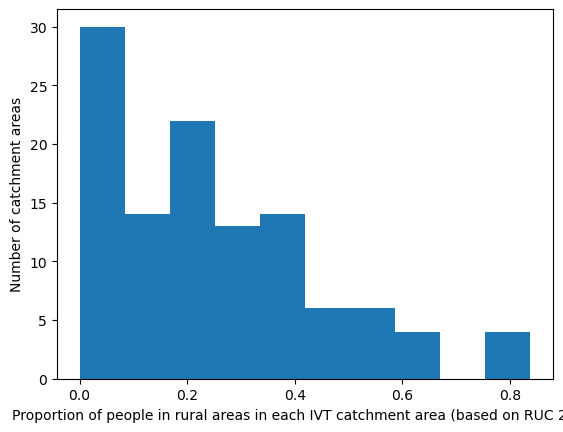 30
25
20
15
10
5
0
Number of catchment areas
0.0 0.2 0.4 0.6 0.8
Proportion of people in rural areas in each IVT catchment area (based on RUC 2